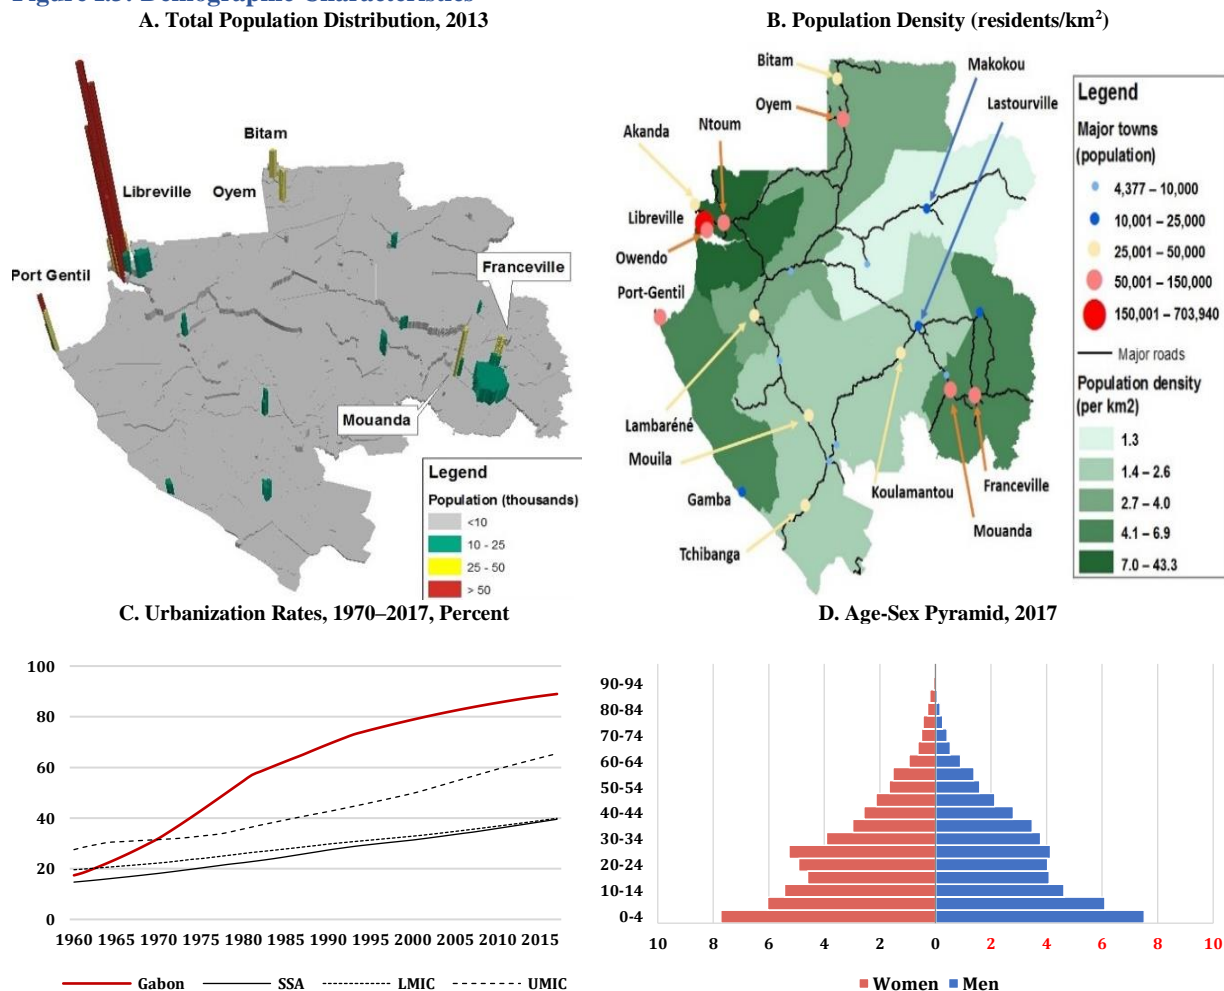 Figure 1.3: Demographic Characteristics
A. Total Population Distribution, 2013
Bitam
Libreville
Oyem
Franceville
Port Gentil
Mouanda
Legend
Population (thousands)
<10
10 - 25
25 - 50
> 50
B. Population Density (residents/km²)
Bitam
Makokou
Oyem
Lastourville
Ntoum
Akanda
Libreville
Owendo
Port-Gentil
Lambaréné
Mouila
Gamba
Koulamantou
Franceville
Mouanda
Tchibanga
Legend
Major towns
(population)
4,377 – 10,000
10,001 – 25,000
25,001 – 50,000
50,001 – 150,000
150,001 – 703,940
Major roads
Population density
(per km2)
1.3
1.4 – 2.6
2.7 – 4.0
4.1 – 6.9
7.0 – 43.3
C. Urbanization Rates, 1970–2017, Percent
100
80
60
40
20
0
1960 1965 1970 1975 1980 1985 1990 1995 2000 2005 2010 2015
Gabon SSA LMIC UMIC
D. Age-Sex Pyramid, 2017
90-94
80-84
70-74
60-64
50-54
40-44
30-34
20-24
10-14
0-4
10 8 6 4 2 0 2 4 6 8 10
Women Men